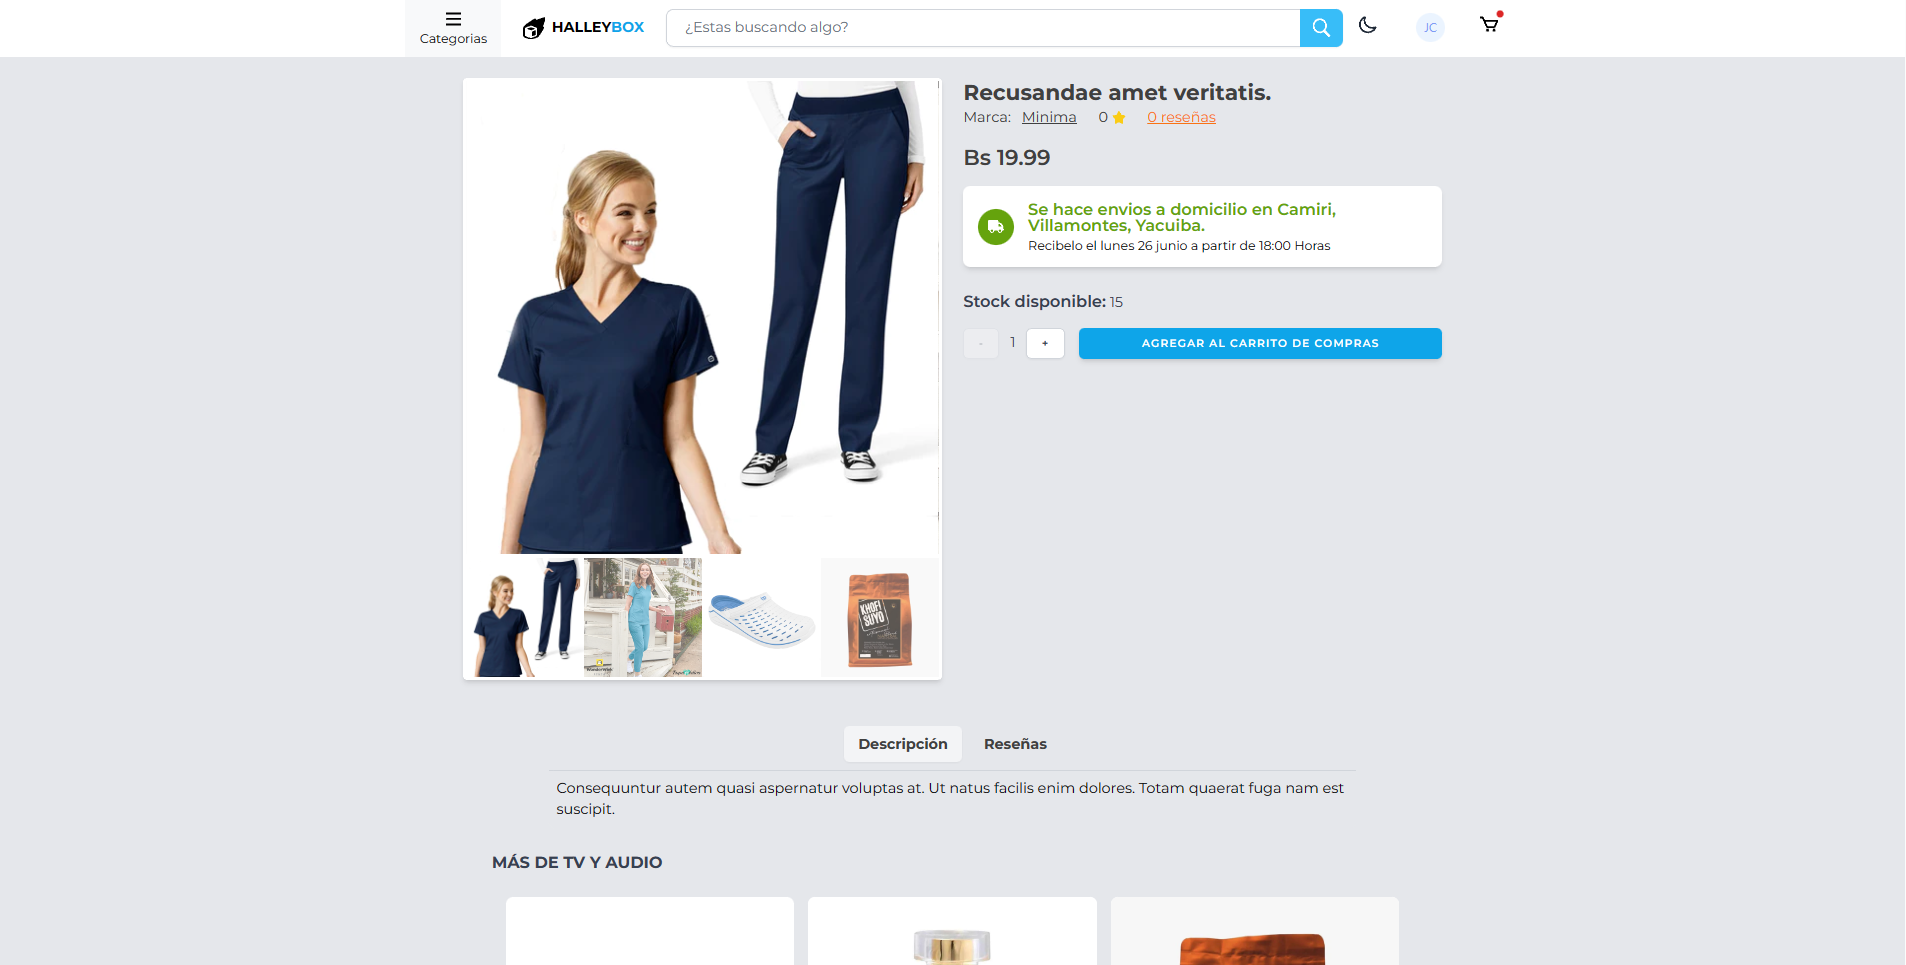 Categorias
HALLEYBOX
¿Estas buscando algo?
JC
Recusandae amet veritatis.
Marca: Minima 0 0 reseñas
Bs 19.99
Se hace envios a domicilio en Camiri,
Villamontes, Yacuiba.
Recibelo el lunes 26 junio a partir de 18:00 Horas
Stock disponible: 15
- 1 + AGREGAR AL CARRITO DE COMPRAS
KHOFI
SUYO
Descripción Reseñas
Consequuntur autem quasi aspernatur voluptas at. Ut natus facilis enim dolores. Totam quaerat fuga nam est
suscipit.
MÁS DE TV Y AUDIO